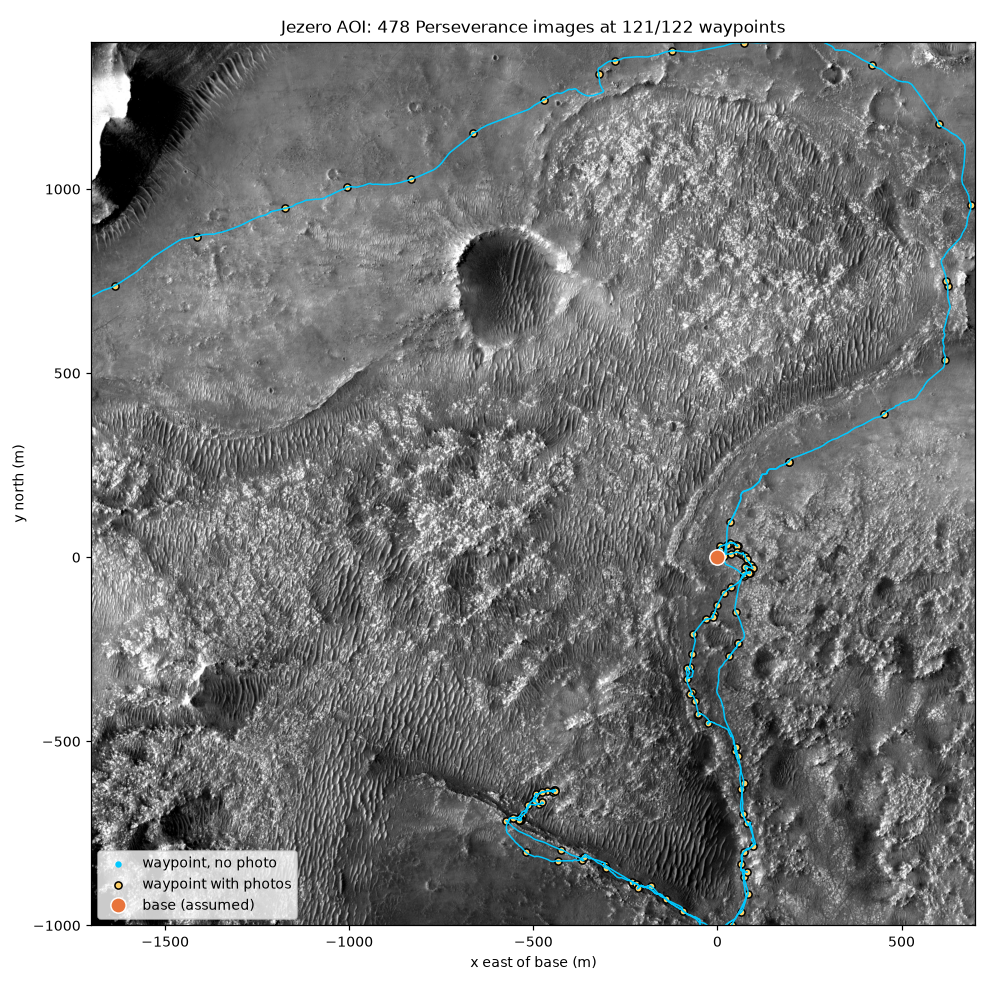 Jezero AOI: 478 Perseverance images at 121/122 waypoints
y north (m)
1000
500
0
−500
−1000
waypoint, no photo
waypoint with photos
base (assumed)
−1500
−1000
−500
0
500
x east of base (m)